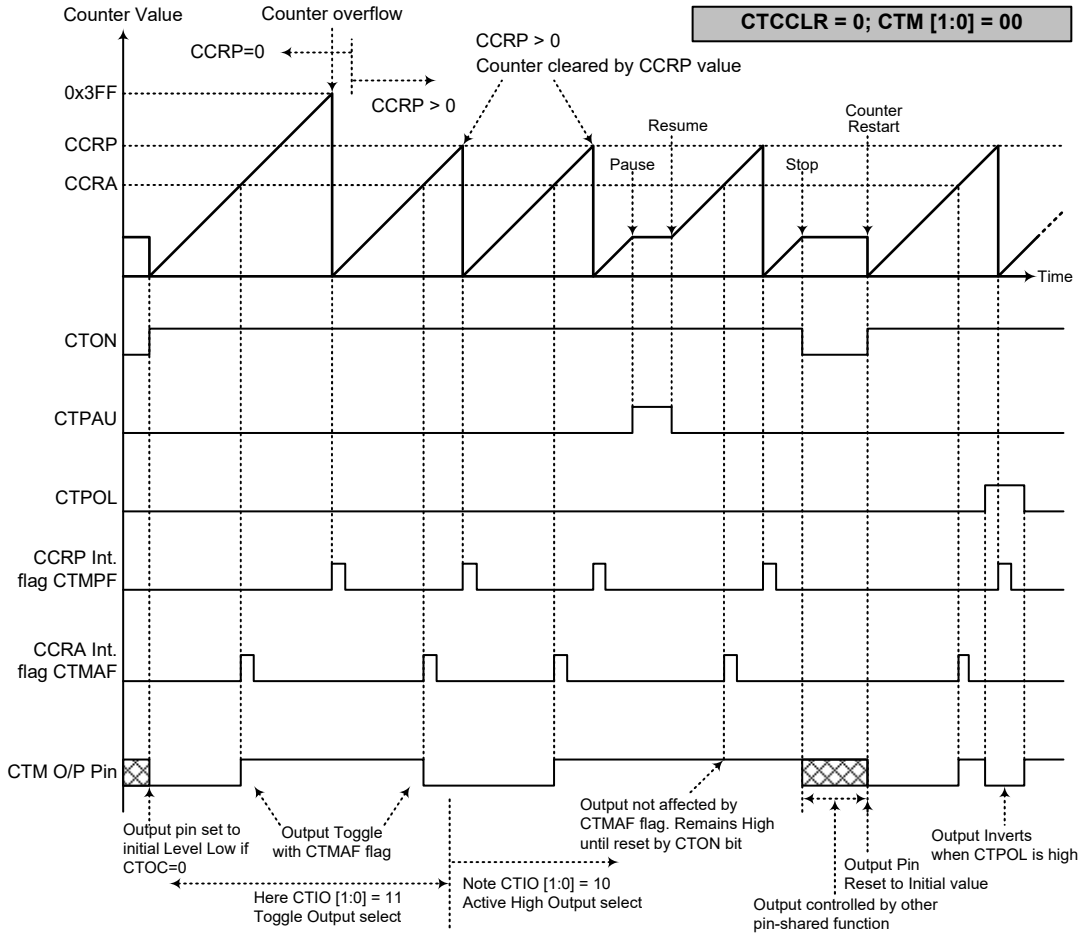 Counter Value
Counter overflow
CTCCLR = 0; CTM [1:0] = 00
CCRP=0
CCRP > 0
CCRP > 0
Counter cleared by CCRP value
0x3FF
CCRP
CCRA
Pause
Resume
Stop
Counter
Restart
Time
CTON
CTPAU
CTPOL
CCRP Int.
flag CTMPF
CCRA Int.
flag CTMAF
CTM O/P Pin
Output pin set to
initial Level Low if
CTOC=0
Output Toggle
with CTMAF flag
Output not affected by
CTMAF flag. Remains High
until reset by CTON bit
Output Inverts
when CTPOL is high
Output Pin
Reset to Initial value
Here CTIO [1:0] = 11
Toggle Output select
Note CTIO [1:0] = 10
Active High Output select
Output controlled by other
pin-shared function